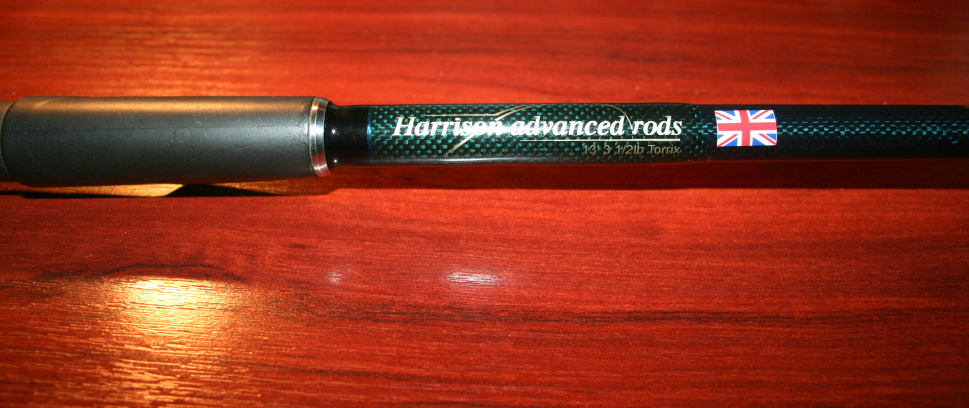 Harrison advanced rods
13' 3 1/2lb Torrix